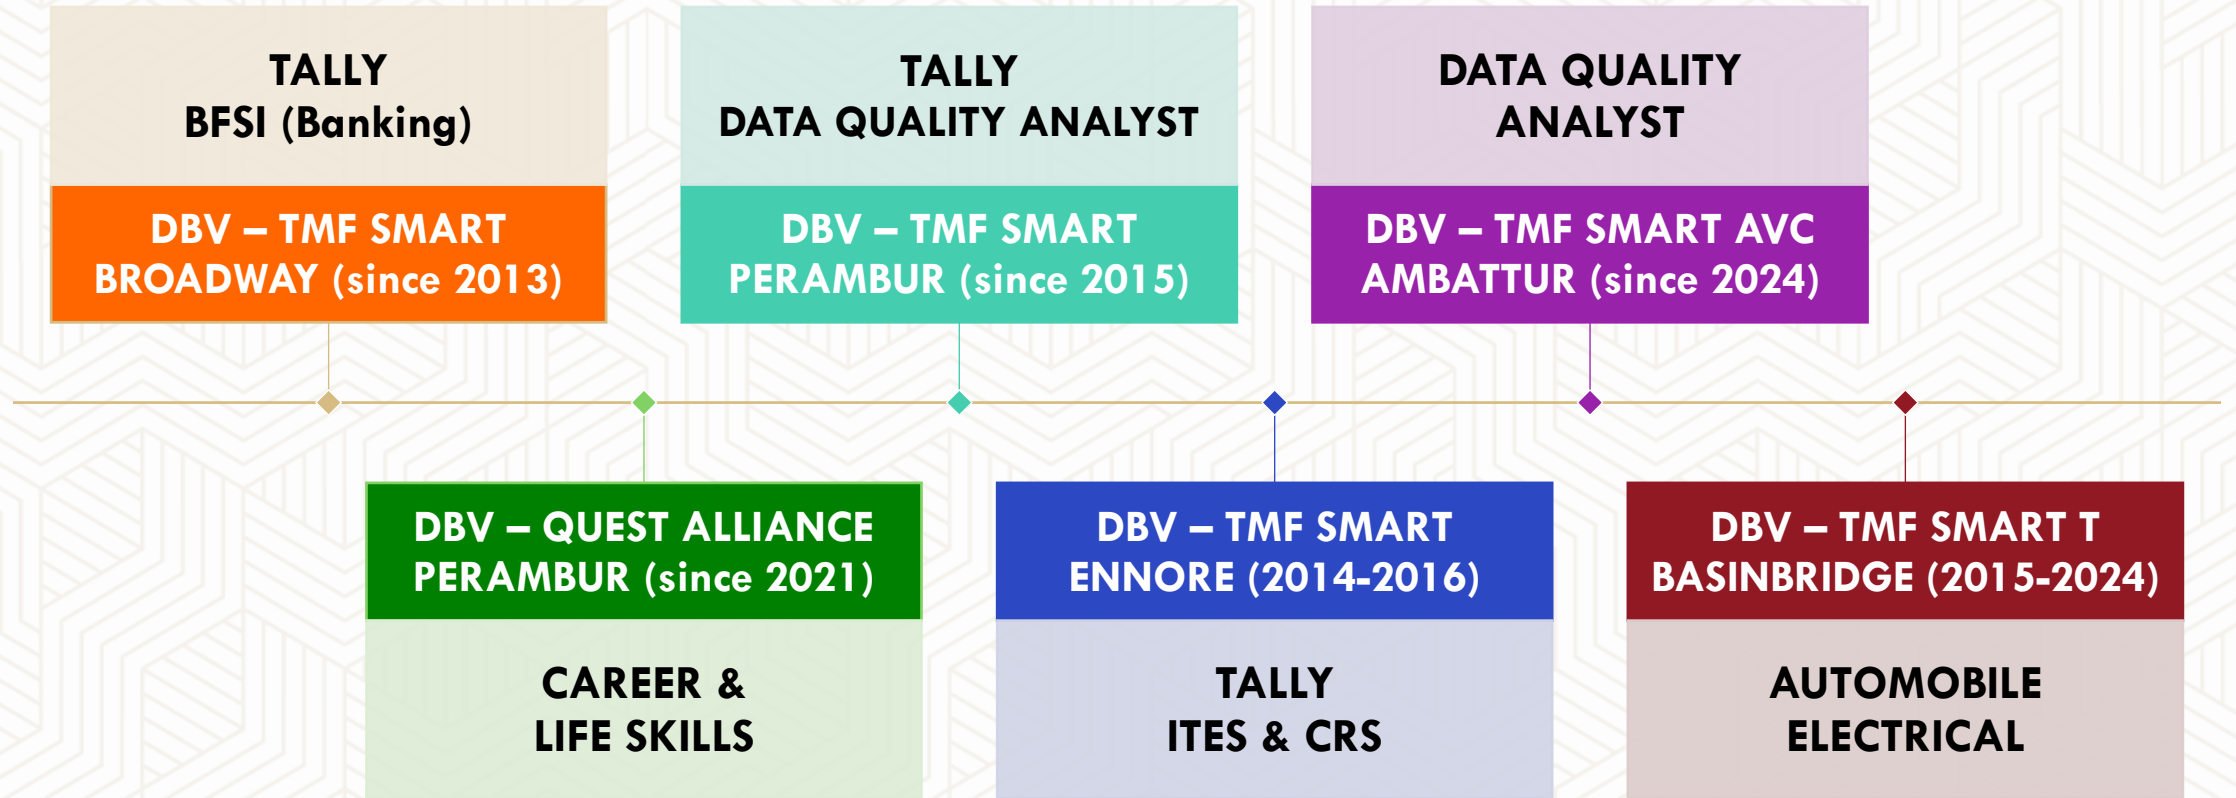 TALLY
BFSI (Banking)
DBV – TMF SMART
BROADWAY (since 2013)
TALLY
DATA QUALITY ANALYST
DBV – TMF SMART
PERAMBUR (since 2015)
DATA QUALITY
ANALYST
DBV – TMF SMART AVC
AMBATTUR (since 2024)
DBV – QUEST ALLIANCE
PERAMBUR (since 2021)
CAREER &
LIFE SKILLS
DBV – TMF SMART
ENNORE (2014-2016)
TALLY
ITES & CRS
DBV – TMF SMART T
BASINBRIDGE (2015-2024)
AUTOMOBILE
ELECTRICAL